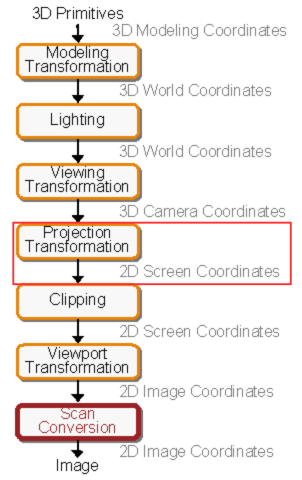 3D Primitives
3D Modeling Coordinates
Modeling
Transformation
3D World Coordinates
Lighting
3D World Coordinates
Viewing
Transformation
3D Camera Coordinates
Projection
Transformation
2D Screen Coordinates
Clipping
2D Screen Coordinates
Viewport
Transformation
2D Image Coordinates
Scan
Conversion
2D Image Coordinates
Image